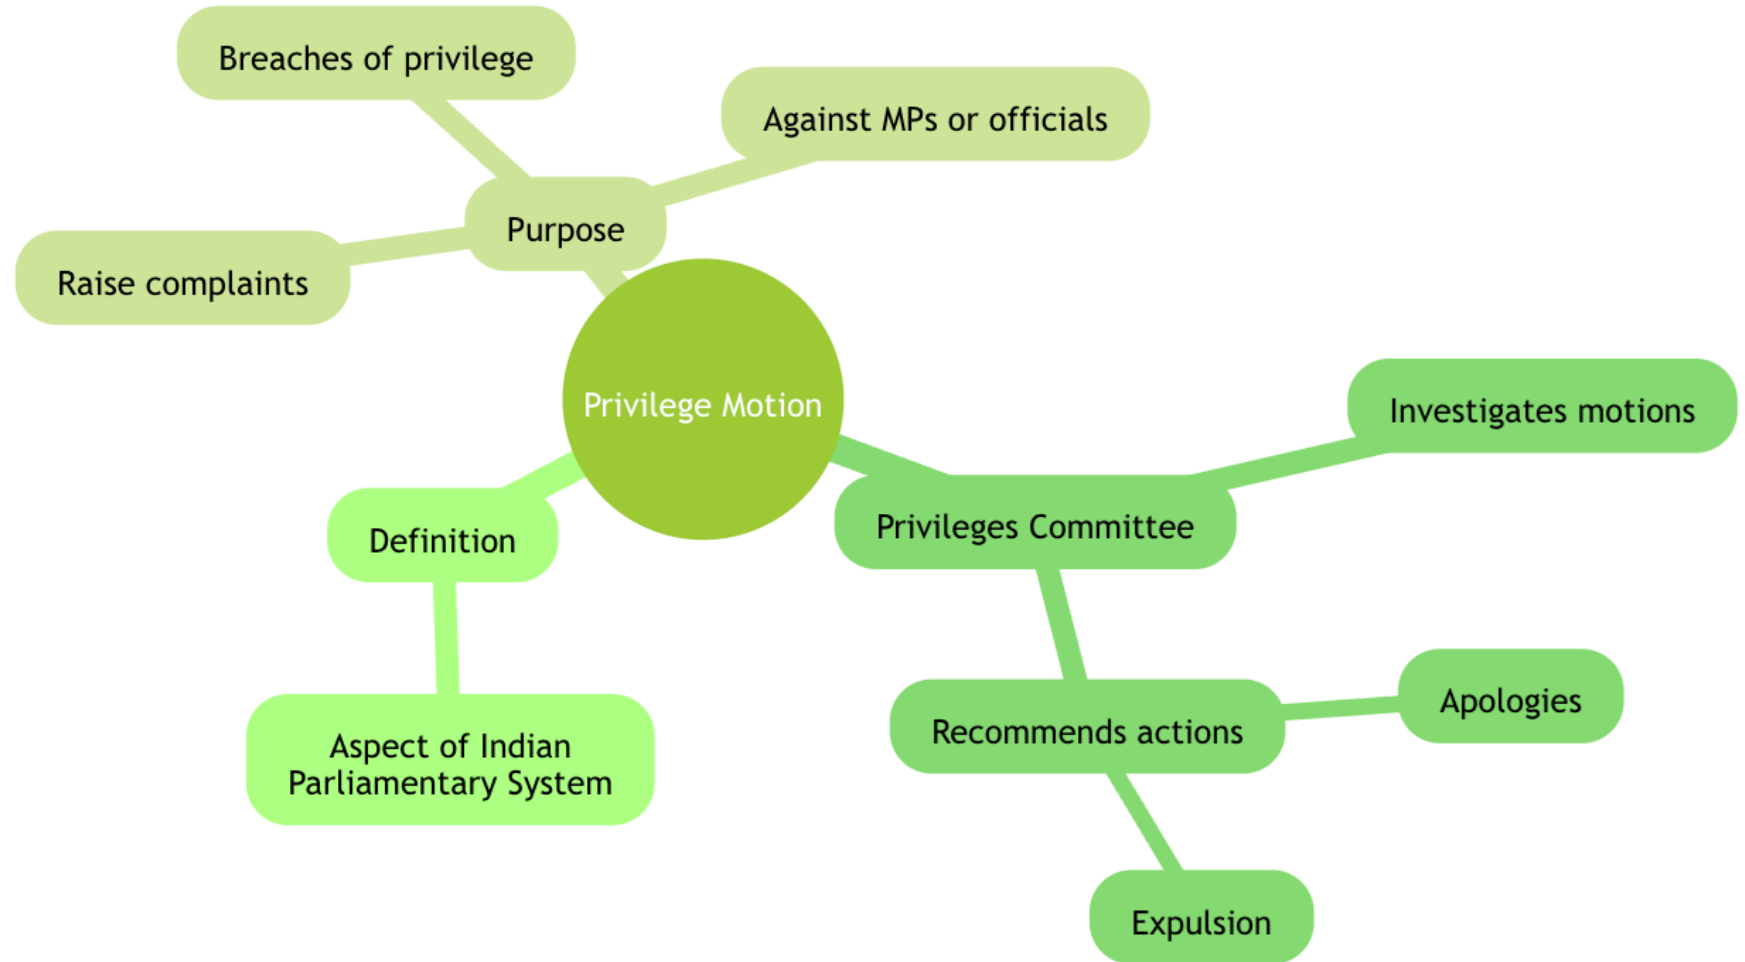 Breaches of privilege
Against MPs or officials
Purpose
Raise complaints
Privilege Motion
Investigates motions
Privileges Committee
Definition
Apologies
Recommends actions
Aspect of Indian
Parliamentary System
Expulsion